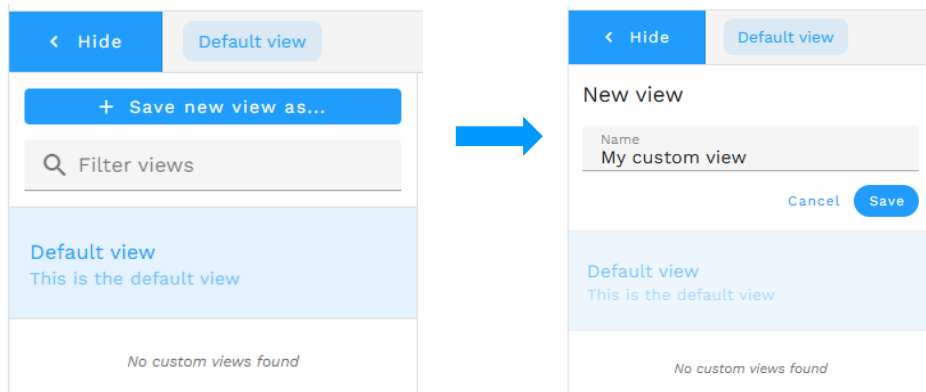 Hide
Default view
+ Save new view as...
Filter views
Default view
This is the default view
No custom views found
Hide
Default view
New view
Name
My custom view
Cancel
Save
Default view
This is the default view
No custom views found